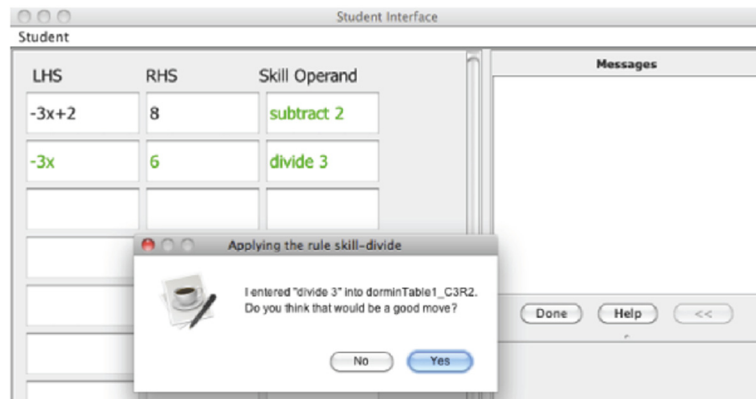 Student Interface
Student
LHS RHS Skill Operand
-3x+2 8 subtract 2
-3x 6 divide 3
Messages
Applying the rule skill-divide
I entered "divide 3" into dorminTable1_C3R2.
Do you think that would be a good move?
No Yes
Done Help <<